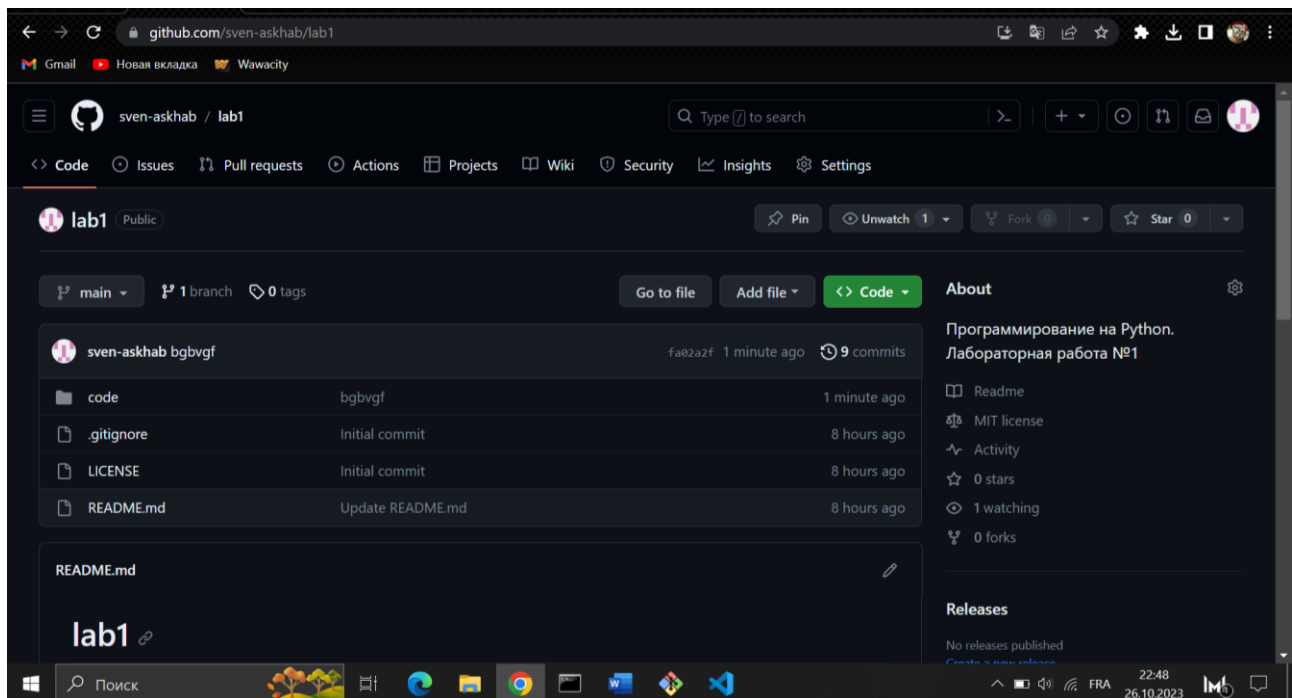 github.com/sven-askhab/lab1
Gmail Новая вкладка Wawacity
sven-askhab / lab1 Type / to search
Code Issues Pull requests Actions Projects Wiki Security Insights Settings
lab1 Public Pin Unwatch 1 Fork 0 Star 0
main 1 branch 0 tags Go to file Add file Code
sven-askhab bgbvgf fa02a2f 1 minute ago 9 commits
code bgbvgf 1 minute ago
.gitignore Initial commit 8 hours ago
LICENSE Initial commit 8 hours ago
README.md Update README.md 8 hours ago
README.md
lab1
About
Программирование на Python.
Лабораторная работа №1
Readme
MIT license
Activity
0 stars
1 watching
0 forks
Releases
No releases published
Create a new release
Поиск FRA 22:48
26.10.2023